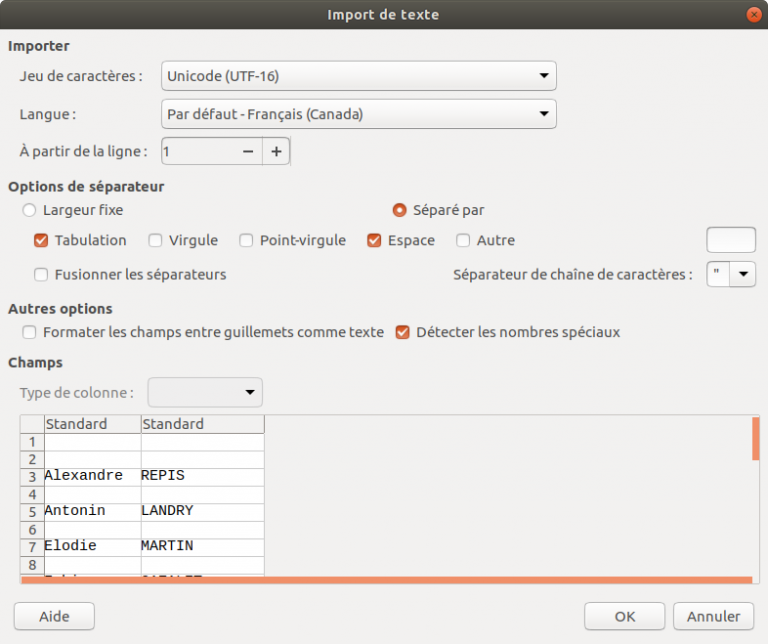 Import de texte
Importer
Jeu de caractères : Unicode (UTF-16)
Langue : Par défaut - Français (Canada)
À partir de la ligne : 1
Options de séparateur
Largeur fixe Séparé par
Tabulation Virgule Point-virgule Espace Autre
Fusionner les séparateurs Séparateur de chaîne de caractères : "
Autres options
Formater les champs entre guillemets comme texte Détecter les nombres spéciaux
Champs
Type de colonne :
Standard Standard
1
2
3 Alexandre REPIS
4
5 Antonin LANDRY
6
7 Elodie MARTIN
8
Aide OK Annuler